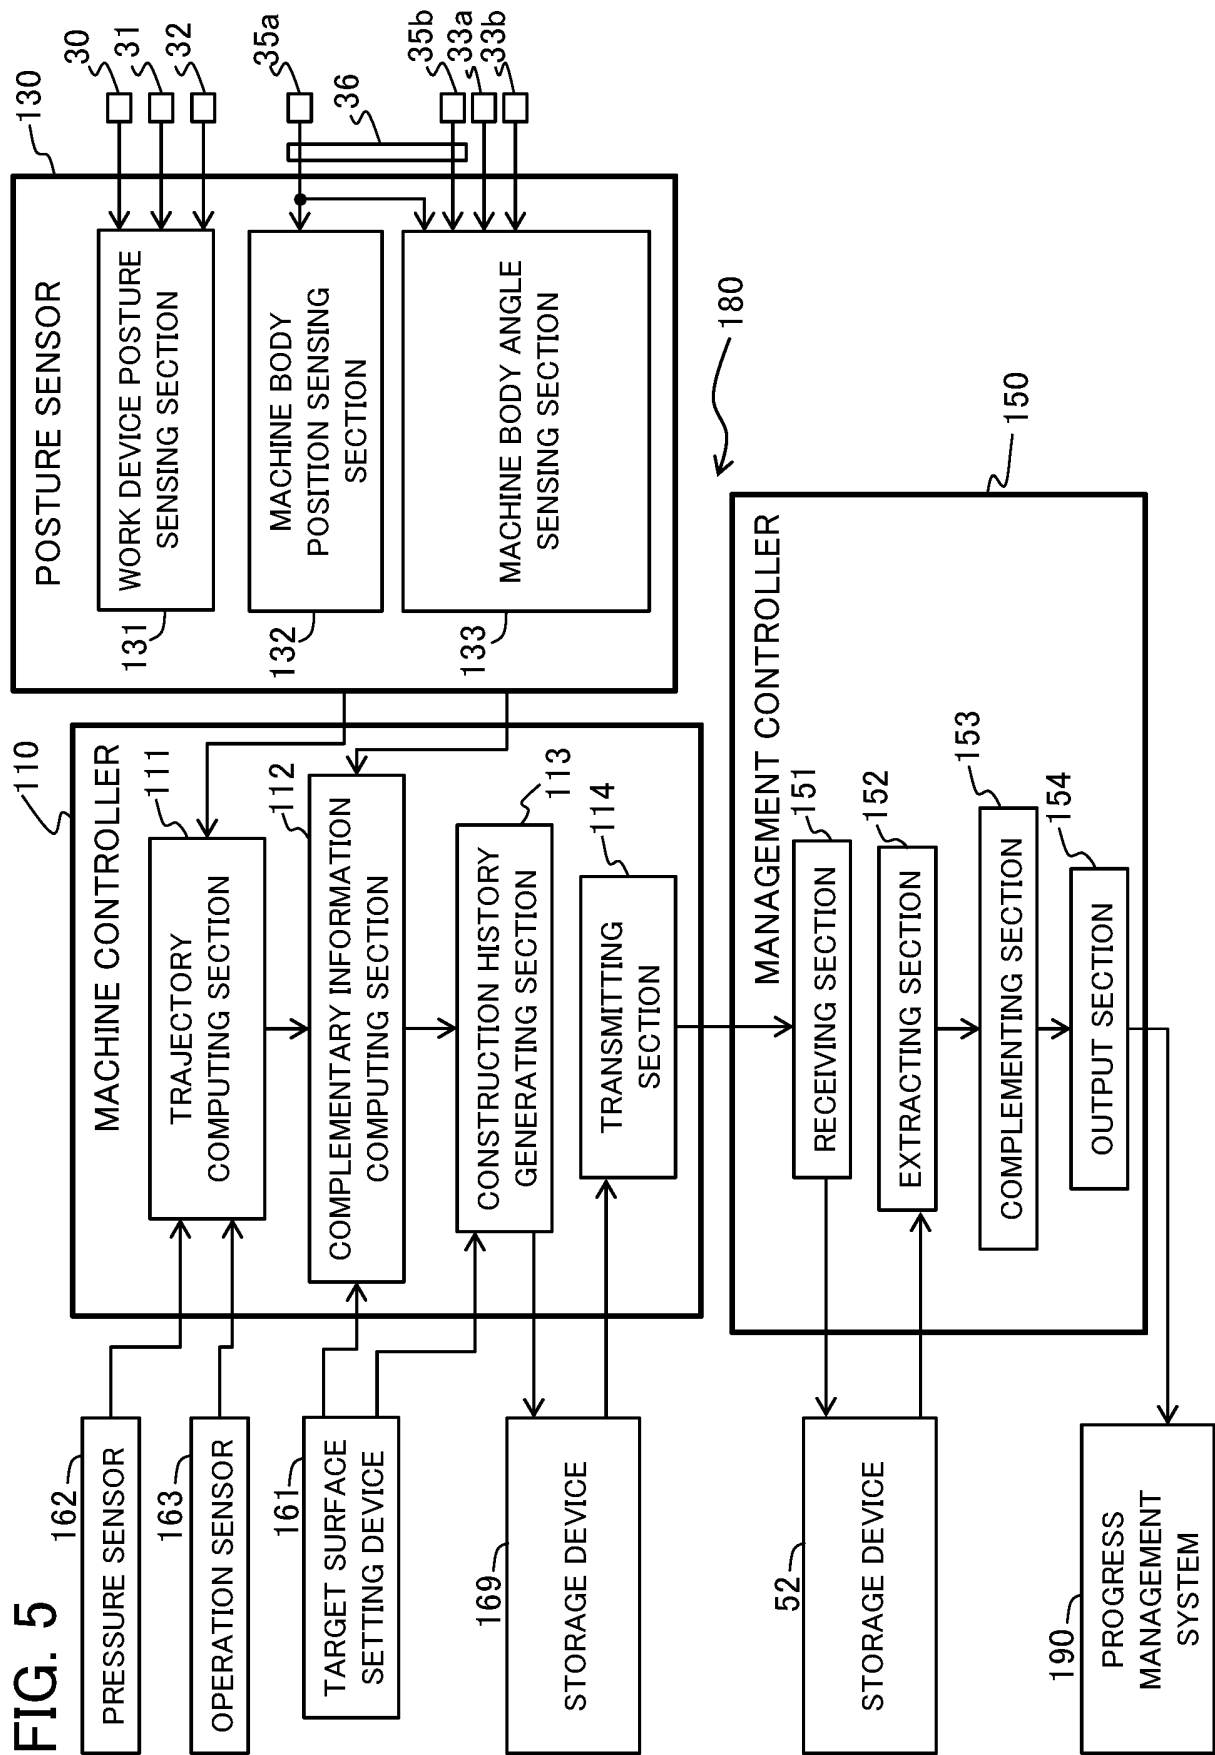 FIG. 5
162
PRESSURE SENSOR
163
OPERATION SENSOR
161
TARGET SURFACE
SETTING DEVICE
169
STORAGE DEVICE
52
STORAGE DEVICE
190
PROGRESS
MANAGEMENT
SYSTEM
110
MACHINE CONTROLLER
111
TRAJECTORY
COMPUTING SECTION
112
COMPLEMENTARY INFORMATION
COMPUTING SECTION
113
CONSTRUCTION HISTORY
GENERATING SECTION
114
TRANSMITTING
SECTION
MANAGEMENT CONTROLLER
150
151
RECEIVING SECTION
152
EXTRACTING SECTION
153
COMPLEMENTING SECTION
154
OUTPUT SECTION
180
130
POSTURE SENSOR
131
WORK DEVICE POSTURE
SENSING SECTION
132
MACHINE BODY
POSITION SENSING
SECTION
133
MACHINE BODY ANGLE
SENSING SECTION
30
31
32
35a
36
35b
33a
33b